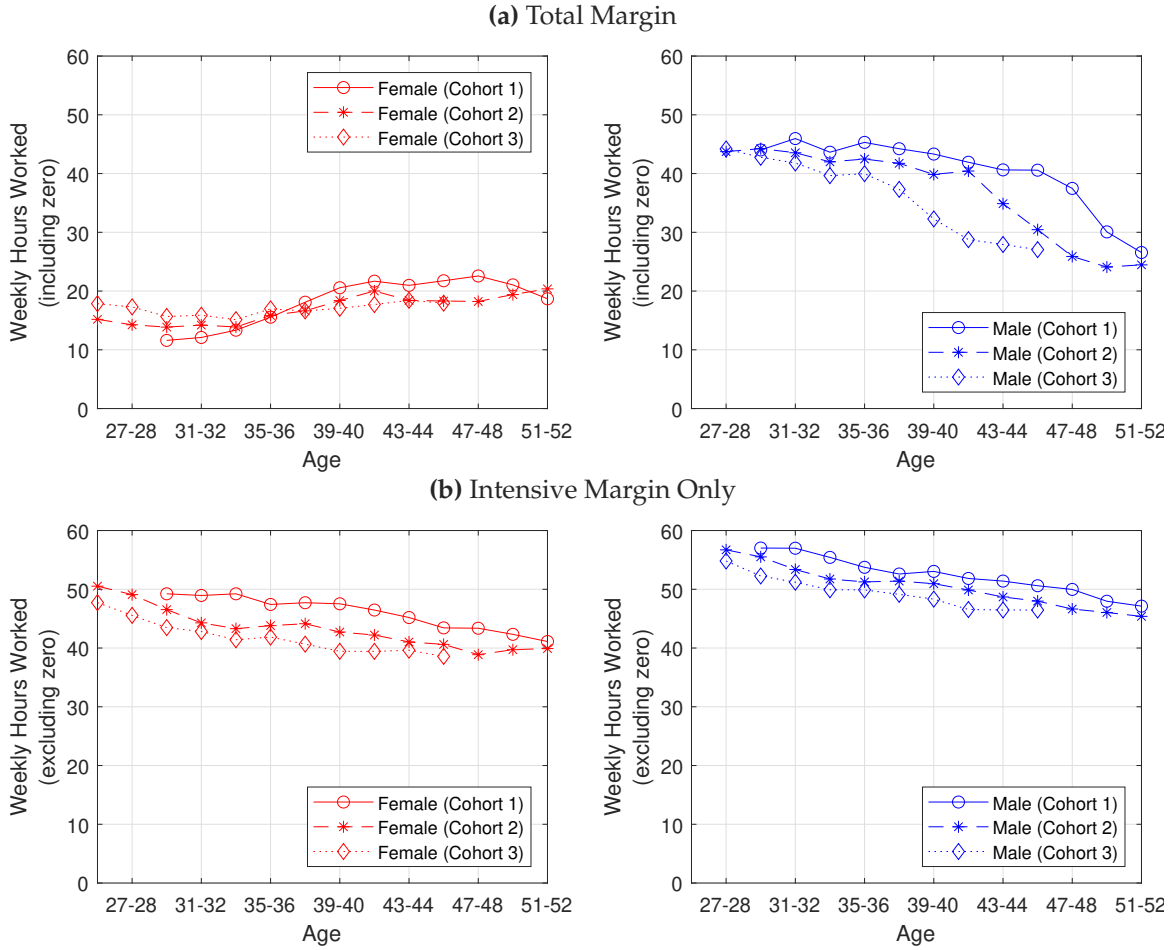 (a) Total Margin
60
50
40
30
20
10
0
Weekly Hours Worked
(including zero)
Female (Cohort 1)
Female (Cohort 2)
Female (Cohort 3)
27-28 31-32 35-36 39-40 43-44 47-48 51-52
Age
60
50
40
30
20
10
0
Weekly Hours Worked
(including zero)
Male (Cohort 1)
Male (Cohort 2)
Male (Cohort 3)
27-28 31-32 35-36 39-40 43-44 47-48 51-52
Age
(b) Intensive Margin Only
60
50
40
30
20
10
0
Weekly Hours Worked
(excluding zero)
Female (Cohort 1)
Female (Cohort 2)
Female (Cohort 3)
27-28 31-32 35-36 39-40 43-44 47-48 51-52
Age
60
50
40
30
20
10
0
Weekly Hours Worked
(excluding zero)
Male (Cohort 1)
Male (Cohort 2)
Male (Cohort 3)
27-28 31-32 35-36 39-40 43-44 47-48 51-52
Age